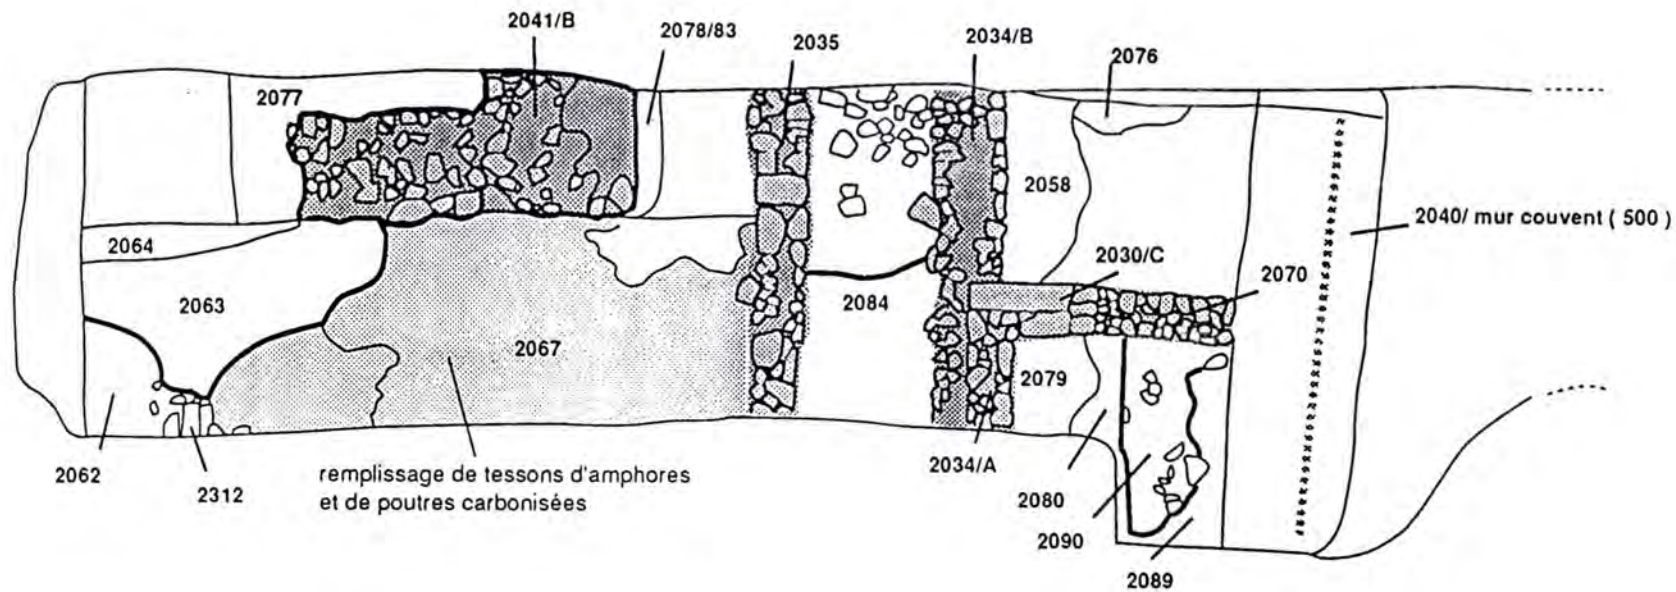 2041/B
2078/83
2035
2034/B
2076
2077
2058
2040/ mur couvent ( 500 )
2064
2030/C
2070
2063
2084
2067
2079
2062
2312
remplissage de tessons d'amphores
et de poutres carbonisées
2034/A
2080
2090
2089